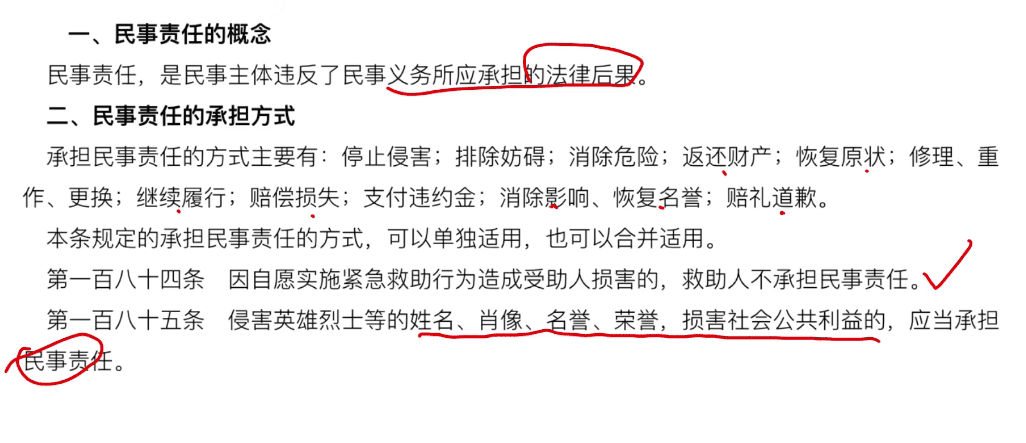 一、民事责任的概念
民事责任，是民事主体违反了民事义务所应承担的法律后果。
二、民事责任的承担方式
承担民事责任的方式主要有：停止侵害；排除妨碍；消除危险；返还财产；恢复原状；修理、重
作、更换；继续履行；赔偿损失；支付违约金；消除影响、恢复名誉；赔礼道歉。
本条规定的承担民事责任的方式，可以单独适用，也可以合并适用。
第一百八十四条　因自愿实施紧急救助行为造成受助人损害的，救助人不承担民事责任。
第一百八十五条　侵害英雄烈士等的姓名、肖像、名誉、荣誉，损害社会公共利益的，应当承担
民事责任。